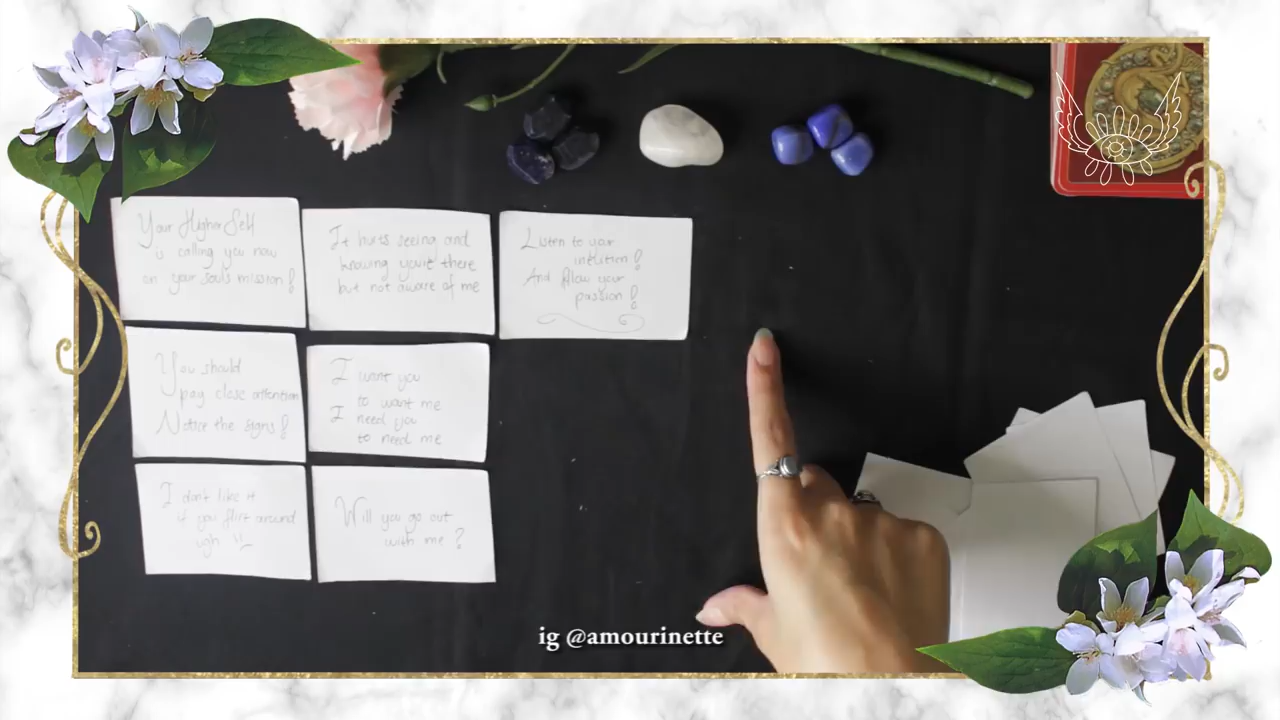 Your Higher Self
is calling you now
on your souls mission!
It hurts seeing and
knowing you're there
but not aware of me
Listen to your
intuition!
And follow your
passion!
You should
pay close attention
Notice the signs!
I want you
to want me
I need you
to need me
I don't like it
if you flirt around
ugh
Will you go out
with me?
ig @amourinette